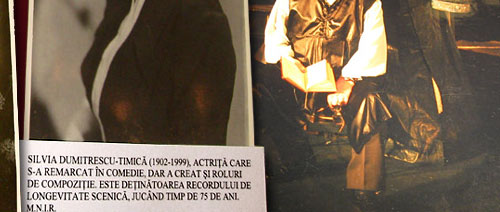 SILVIA DUMITRESCU-TIMICĂ (1902-1999), ACTRIȚĂ CARE
S-A REMARCAT ÎN COMEDIE, DAR A CREAT ȘI ROLURI
DE COMPOZIȚIE. ESTE DEȚINĂTOAREA RECORDULUI DE
LONGEVITATE SCENICĂ, JUCÂND TIMP DE 75 DE ANI.
M.N.I.R.